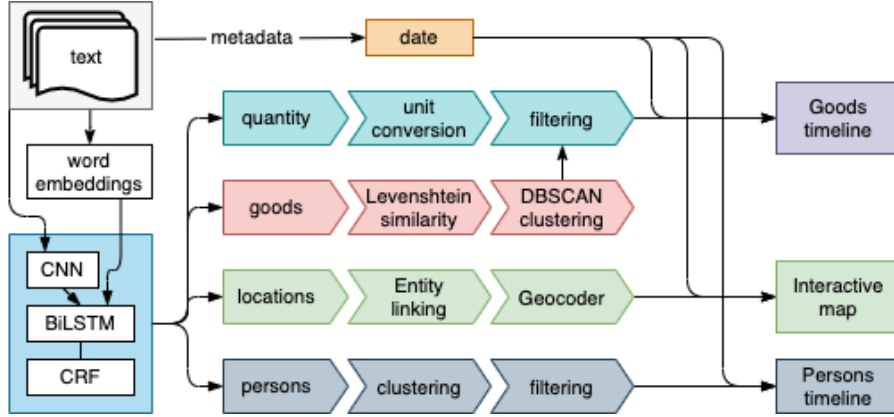 text
metadata
date
quantity
unit
conversion
filtering
Goods
timeline
word
embeddings
goods
Levenshtein
similarity
DBSCAN
clustering
CNN
BiLSTM
CRF
locations
Entity
linking
Geocoder
Interactive
map
persons
clustering
filtering
Persons
timeline